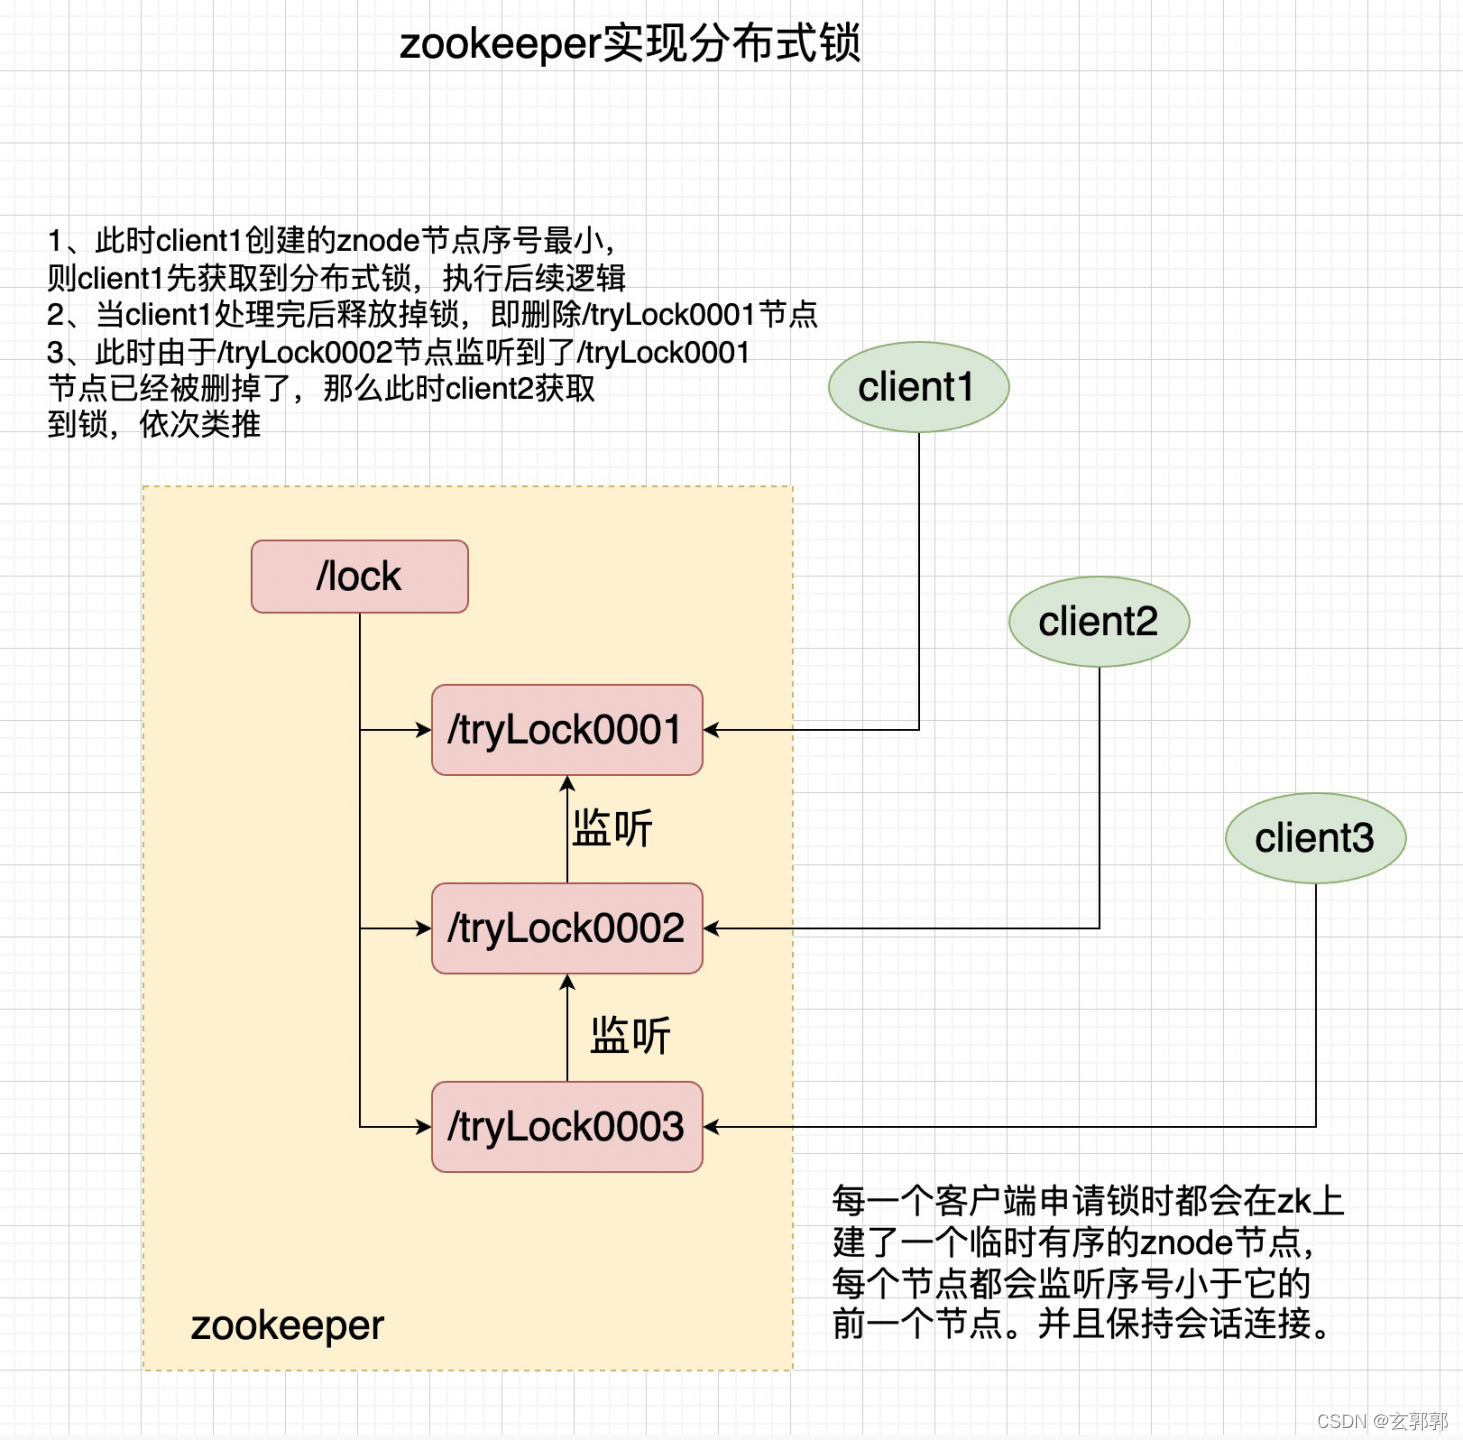 zookeeper实现分布式锁
1、此时client1创建的znode节点序号最小，
则client1先获取到分布式锁，执行后续逻辑
2、当client1处理完后释放掉锁，即删除/tryLock0001节点
3、此时由于/tryLock0002节点监听到了/tryLock0001
节点已经被删掉了，那么此时client2获取
到锁，依次类推
client1
/lock
client2
/tryLock0001
监听
client3
/tryLock0002
监听
/tryLock0003
每一个客户端申请锁时都会在zk上
建了一个临时有序的znode节点，
每个节点都会监听序号小于它的
前一个节点。并且保持会话连接。
zookeeper
CSDN @玄郭郭